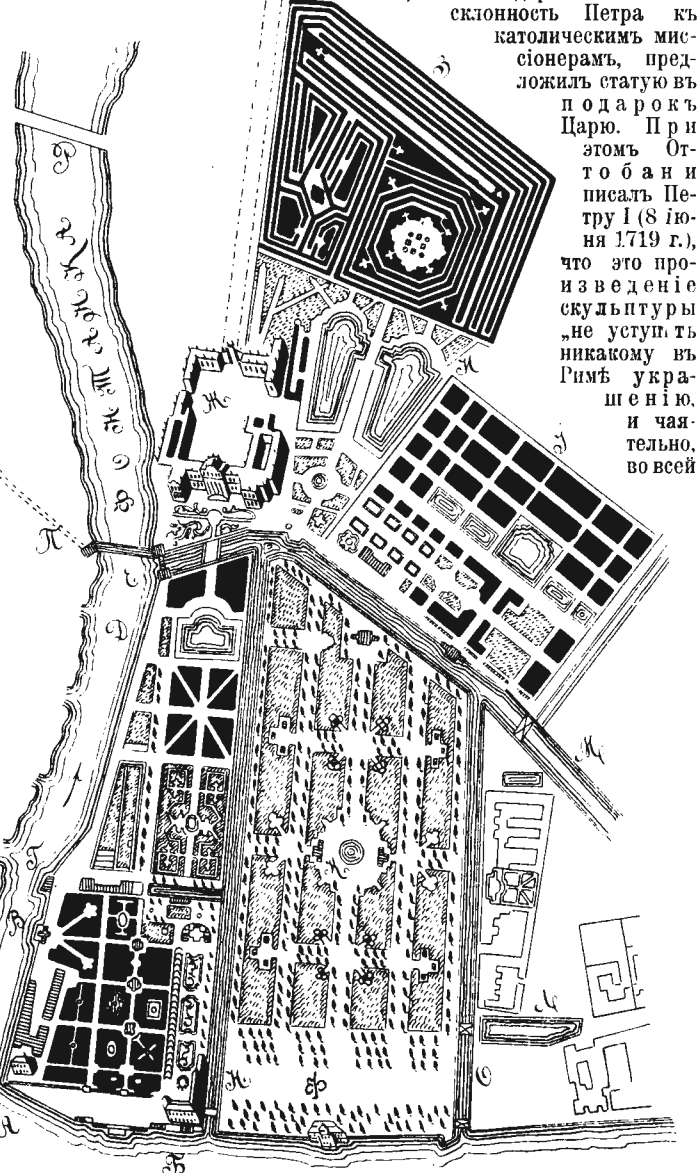 склонность Петра къ
католическимъ мис-
сіонерамъ, пред-
ложилъ статую въ
подарокъ
Царю. При
этомъ От-
тобани
писалъ Пе-
тру I (8 ію-
ня 1719 г.),
что это про-
изведеніе
скульптуры
„не уступитъ
никакому въ
Римѣ укра-
шенію,
и чая-
тельно,
во всей
Р. ФОНТАНКА
З
И
Ж
І
П
Е
Д
М
Г
К
Л
Н
Ѳ
А
Б